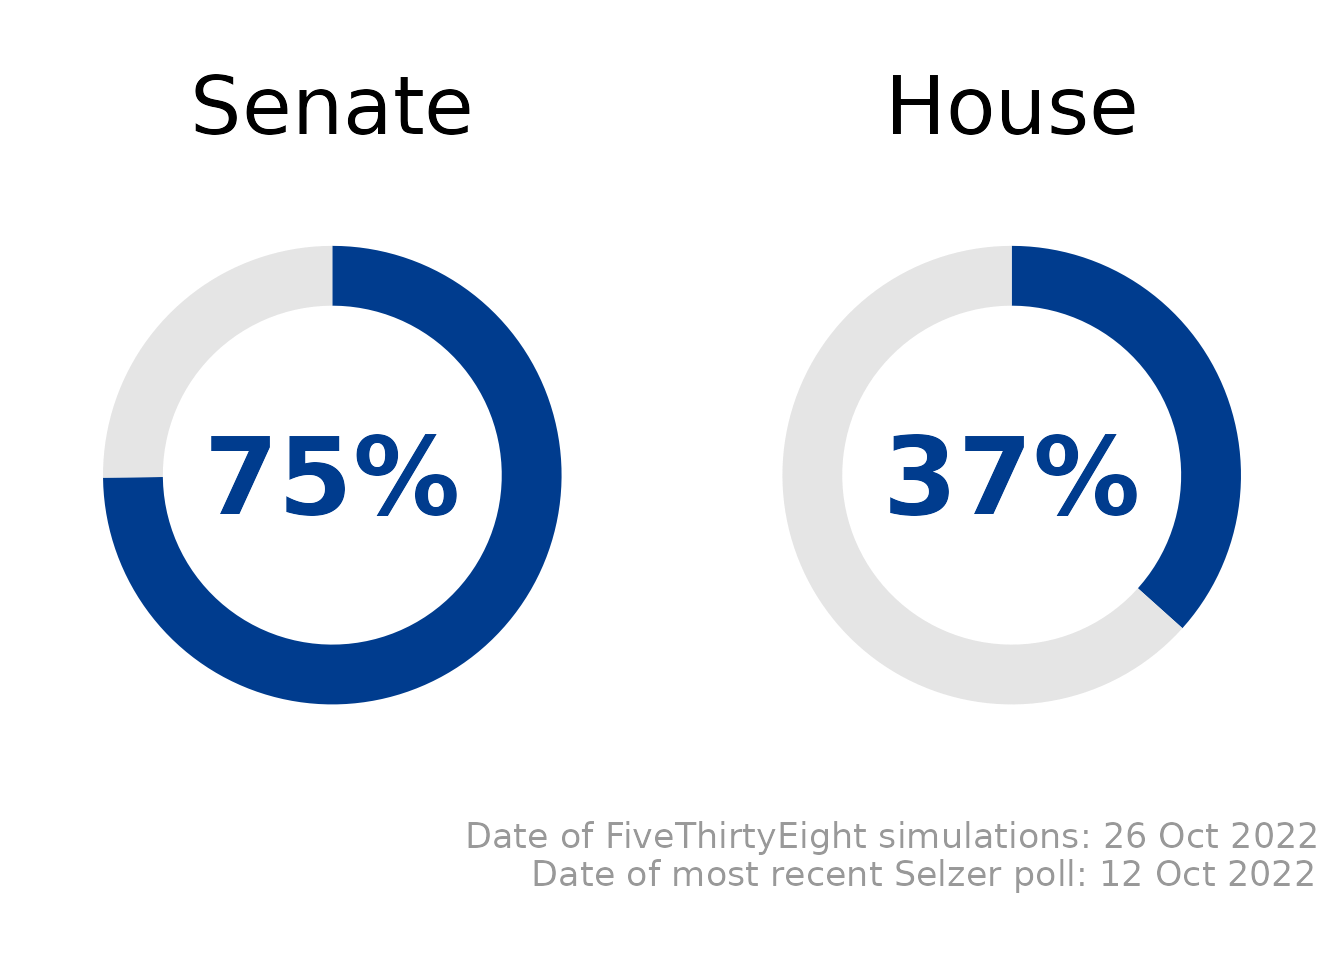 Senate
House
75%
37%
Date of FiveThirtyEight simulations: 26 Oct 2022
Date of most recent Selzer poll: 12 Oct 2022